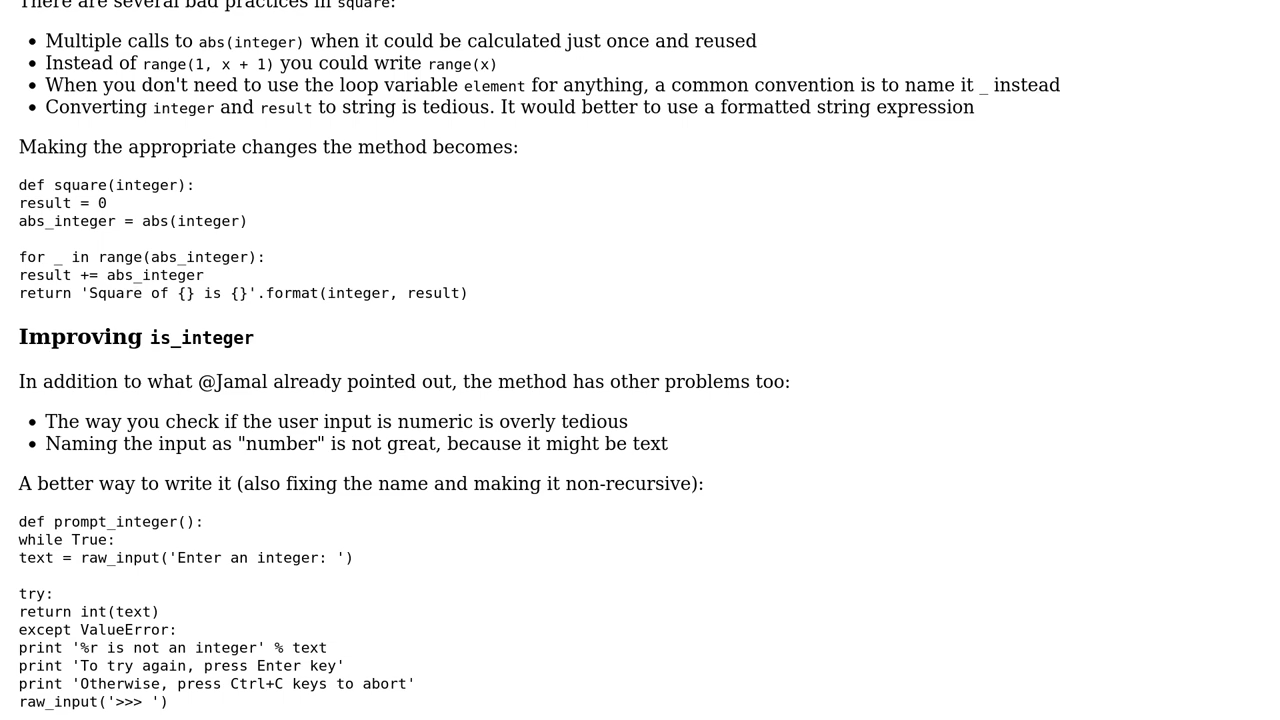 There are several bad practices in square:
Multiple calls to abs(integer) when it could be calculated just once and reused
Instead of range(1, x + 1) you could write range(x)
When you don't need to use the loop variable element for anything, a common convention is to name it _ instead
Converting integer and result to string is tedious. It would better to use a formatted string expression
Making the appropriate changes the method becomes:
def square(integer):
result = 0
abs_integer = abs(integer)
for _ in range(abs_integer):
result += abs_integer
return 'Square of {} is {}'.format(integer, result)
Improving is_integer
In addition to what @Jamal already pointed out, the method has other problems too:
The way you check if the user input is numeric is overly tedious
Naming the input as "number" is not great, because it might be text
A better way to write it (also fixing the name and making it non-recursive):
def prompt_integer():
while True:
text = raw_input('Enter an integer: ')
try:
return int(text)
except ValueError:
print '%r is not an integer' % text
print 'To try again, press Enter key'
print 'Otherwise, press Ctrl+C keys to abort'
raw_input('>>> ')